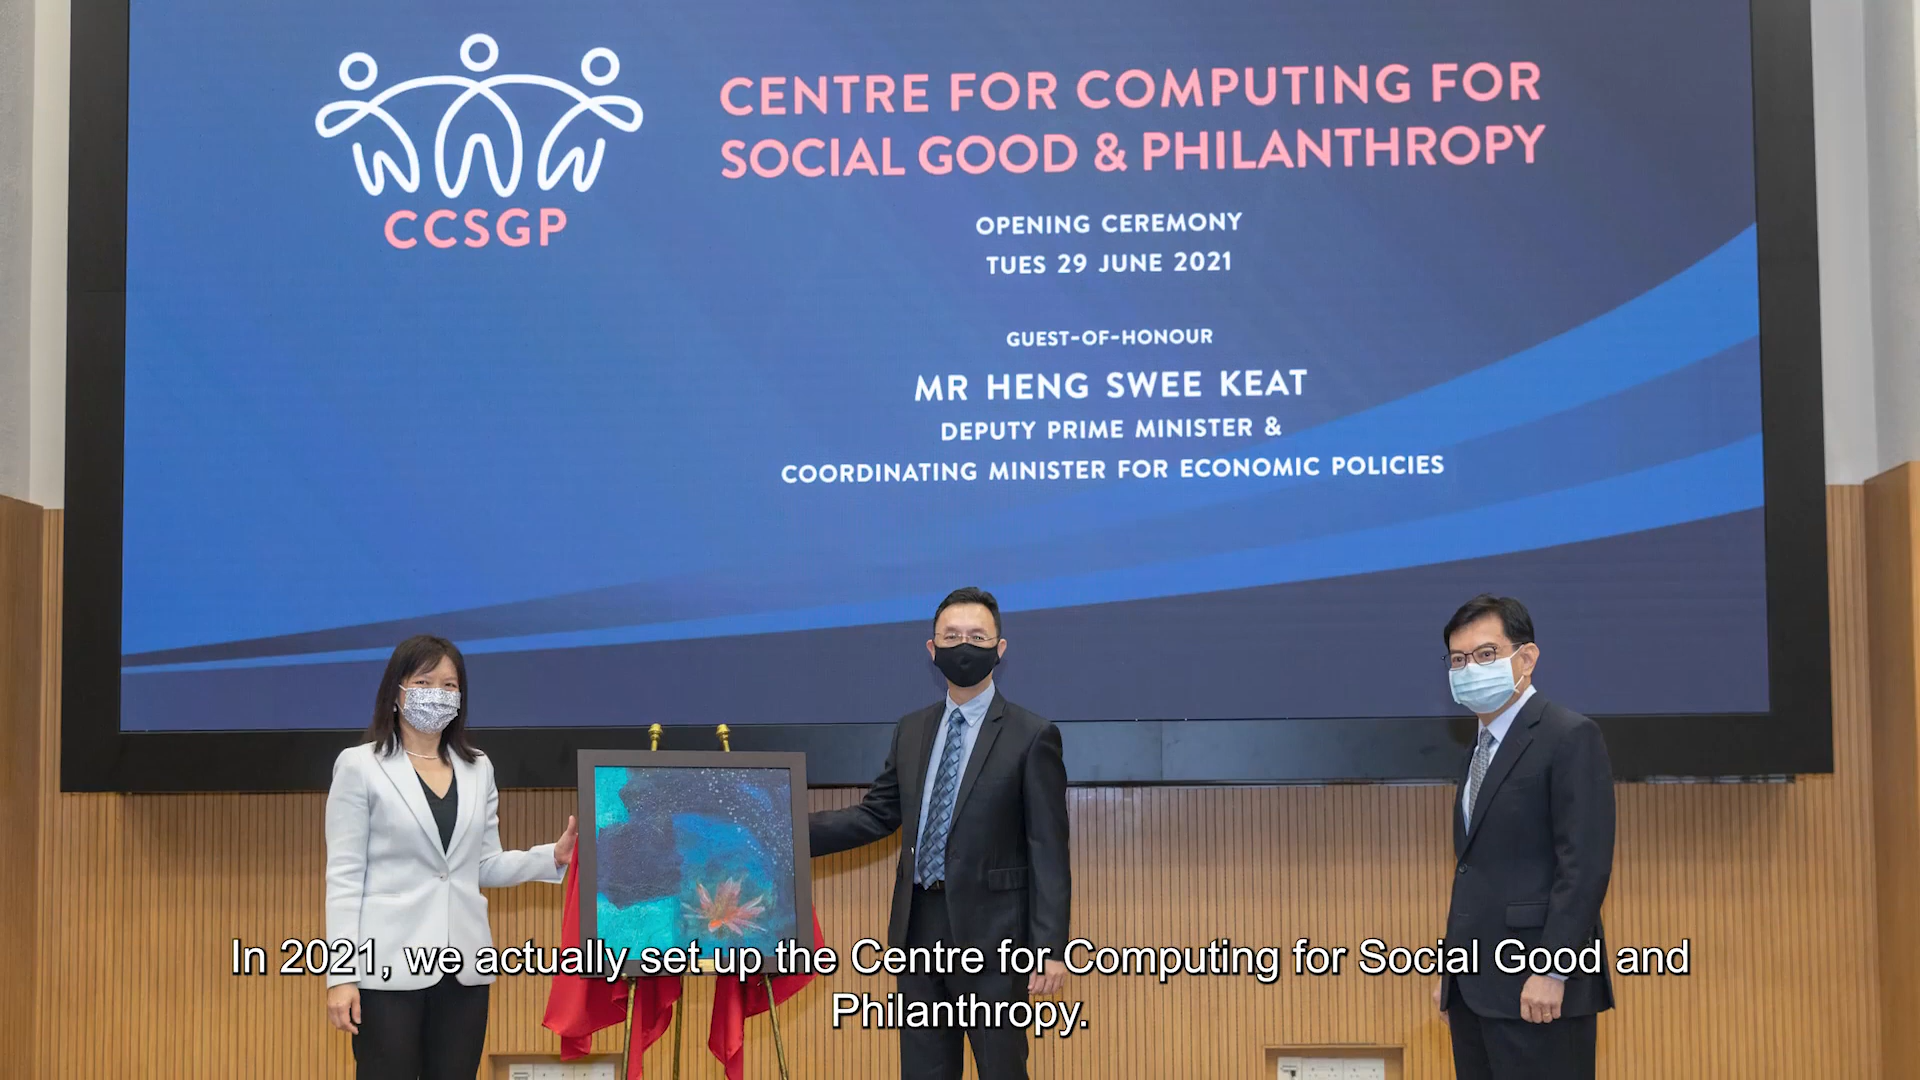 CCSGP
CENTRE FOR COMPUTING FOR
SOCIAL GOOD & PHILANTHROPY
OPENING CEREMONY
TUES 29 JUNE 2021
GUEST-OF-HONOUR
MR HENG SWEE KEAT
DEPUTY PRIME MINISTER &
COORDINATING MINISTER FOR ECONOMIC POLICIES
In 2021, we actually set up the Centre for Computing for Social Good and
Philanthropy.